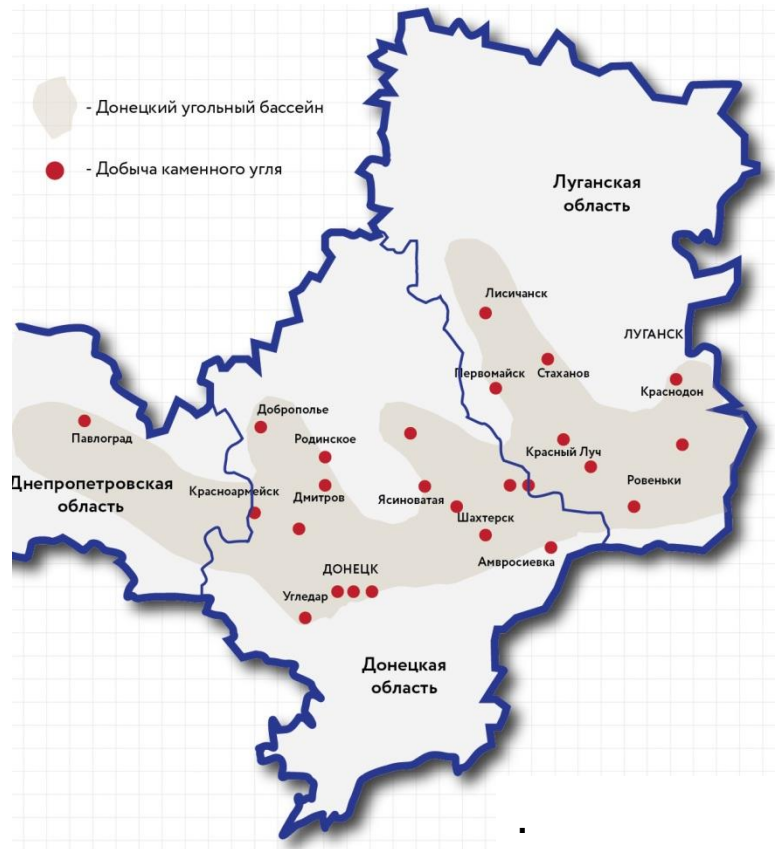 - Донецкий угольный бассейн
- Добыча каменного угля
Луганская
область
Лисичанск
ЛУГАНСК
Первомайск
Стаханов
Краснодон
Доброполье
Павлоград
Родинское
Красный Луч
Днепропетровская
область
Красноармейск
Дмитров
Ясиноватая
Ровеньки
Шахтерск
ДОНЕЦК
Амвросиевка
Угледар
Донецкая
область
.